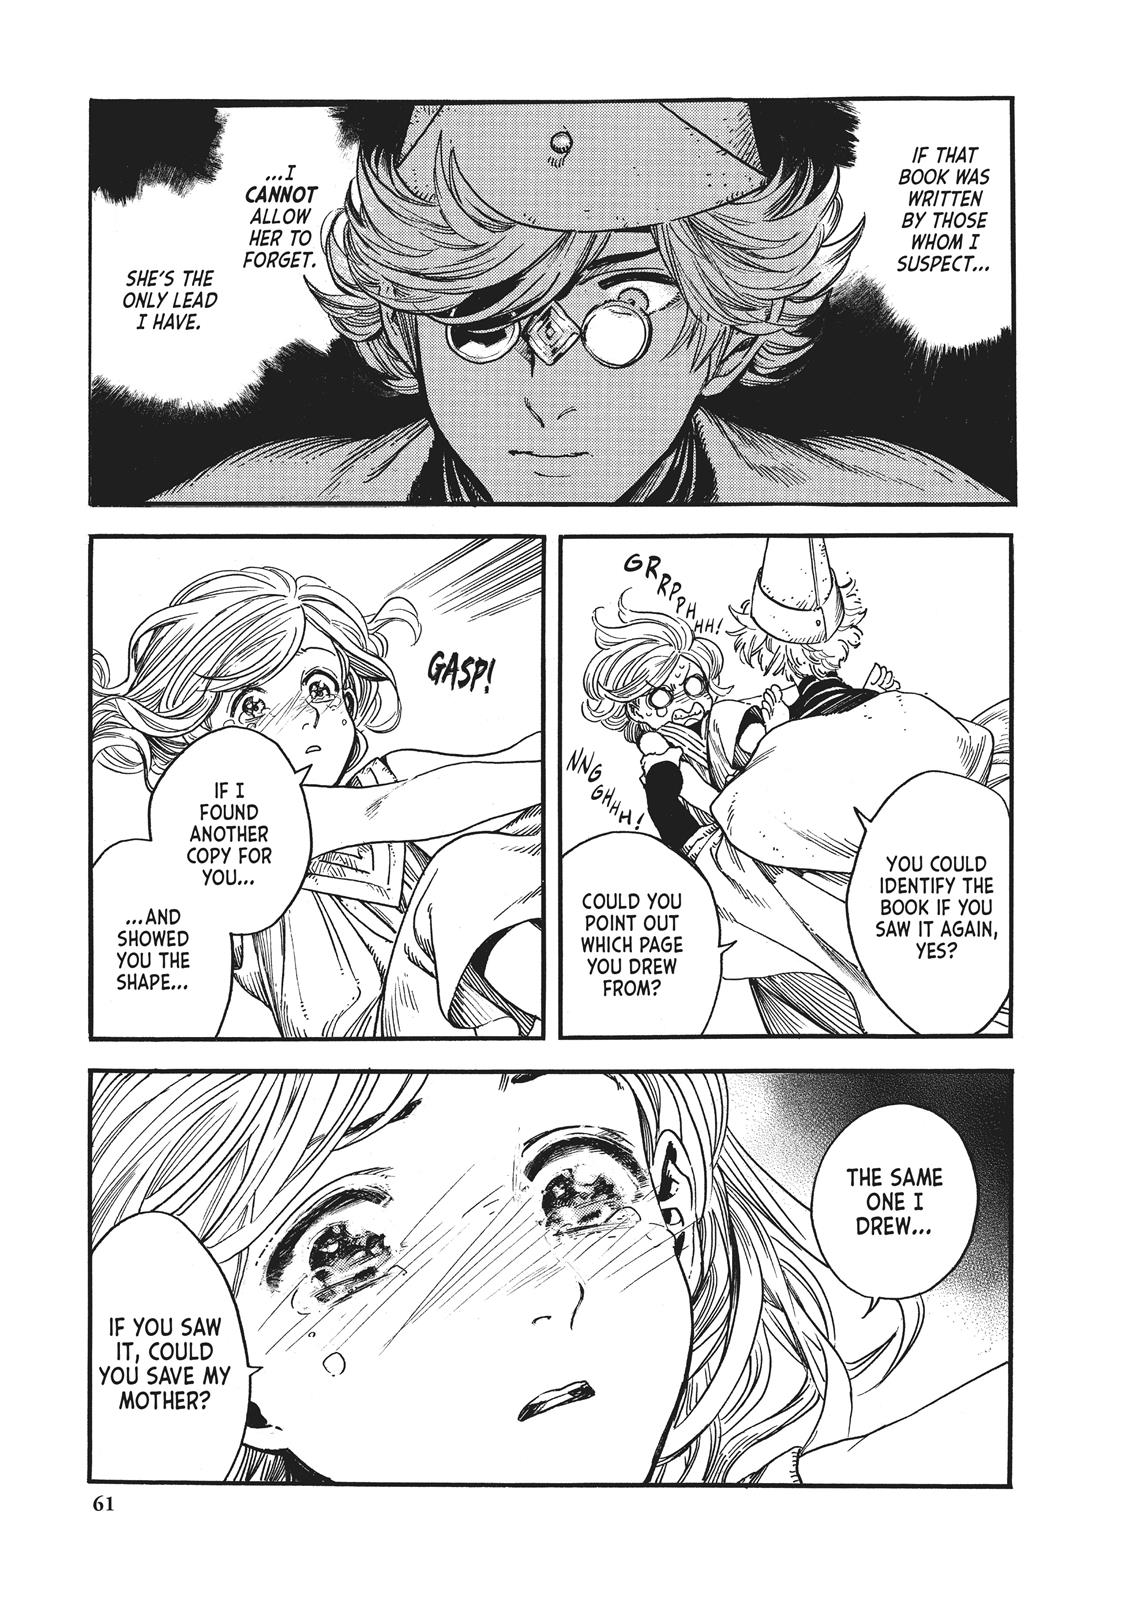 IF THAT
BOOK WAS
WRITTEN
BY THOSE
WHOM I
SUSPECT...
...I
CANNOT
ALLOW
HER TO
FORGET.
SHE'S THE
ONLY LEAD
I HAVE.
GRRPPHHH!
NNGGHHH!
YOU COULD
IDENTIFY THE
BOOK IF YOU
SAW IT AGAIN,
YES?
COULD YOU
POINT OUT
WHICH PAGE
YOU DREW
FROM?
GASP!
IF I
FOUND
ANOTHER
COPY FOR
YOU...
...AND
SHOWED
YOU THE
SHAPE...
THE SAME
ONE I
DREW...
IF YOU SAW
IT, COULD
YOU SAVE MY
MOTHER?
61